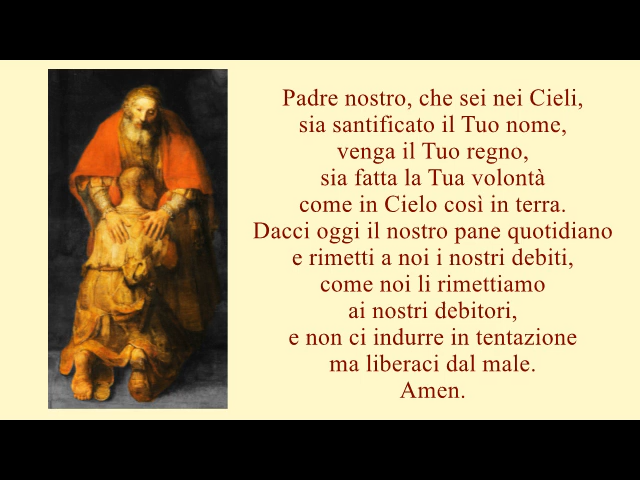 Padre nostro, che sei nei Cieli,
sia santificato il Tuo nome,
venga il Tuo regno,
sia fatta la Tua volontà
come in Cielo così in terra.
Dacci oggi il nostro pane quotidiano
e rimetti a noi i nostri debiti,
come noi li rimettiamo
ai nostri debitori,
e non ci indurre in tentazione
ma liberaci dal male.
Amen.